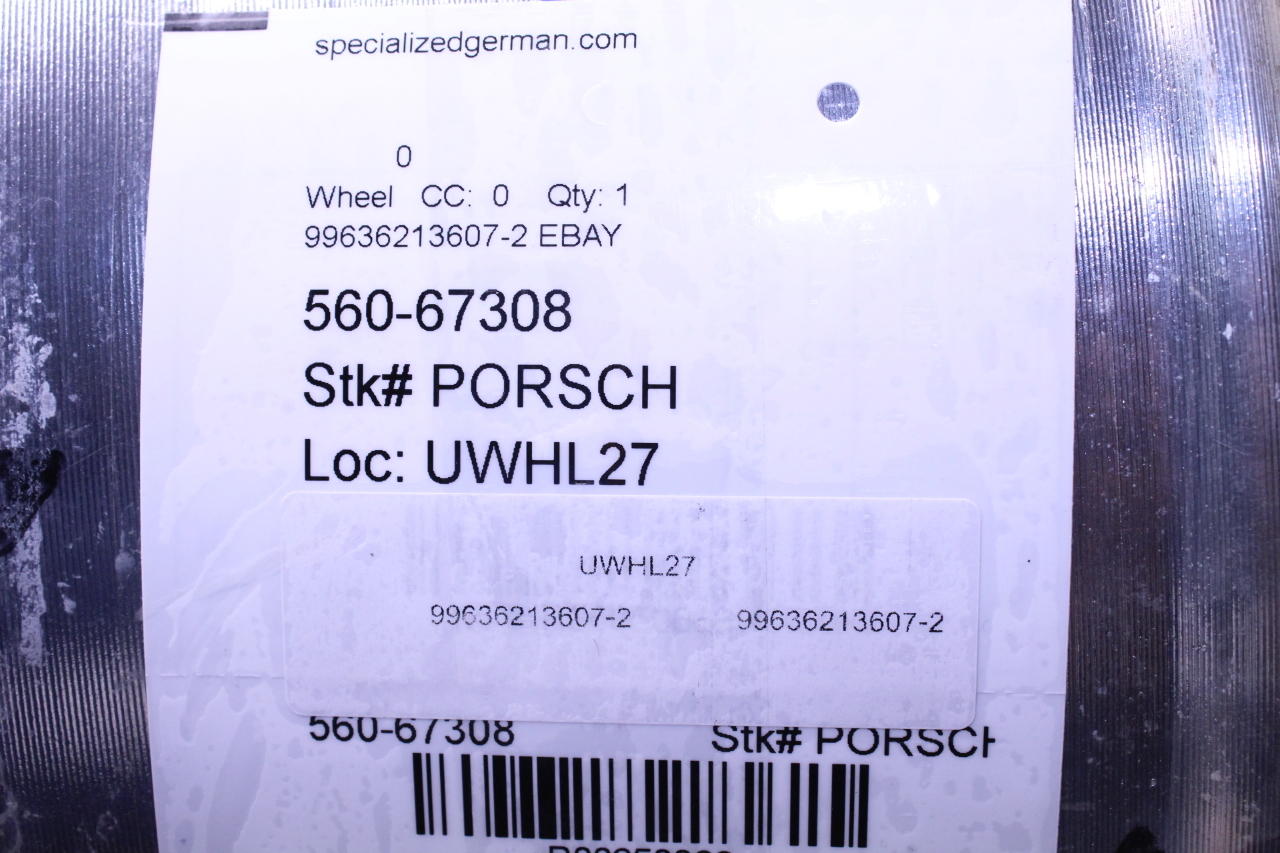 specializedgerman.com
0
Wheel CC: 0 Qty: 1
99636213607-2 EBAY
560-67308
Stk# PORSCH
Loc: UWHL27
UWHL27
99636213607-2 99636213607-2
560-67308 Stk# PORSCH